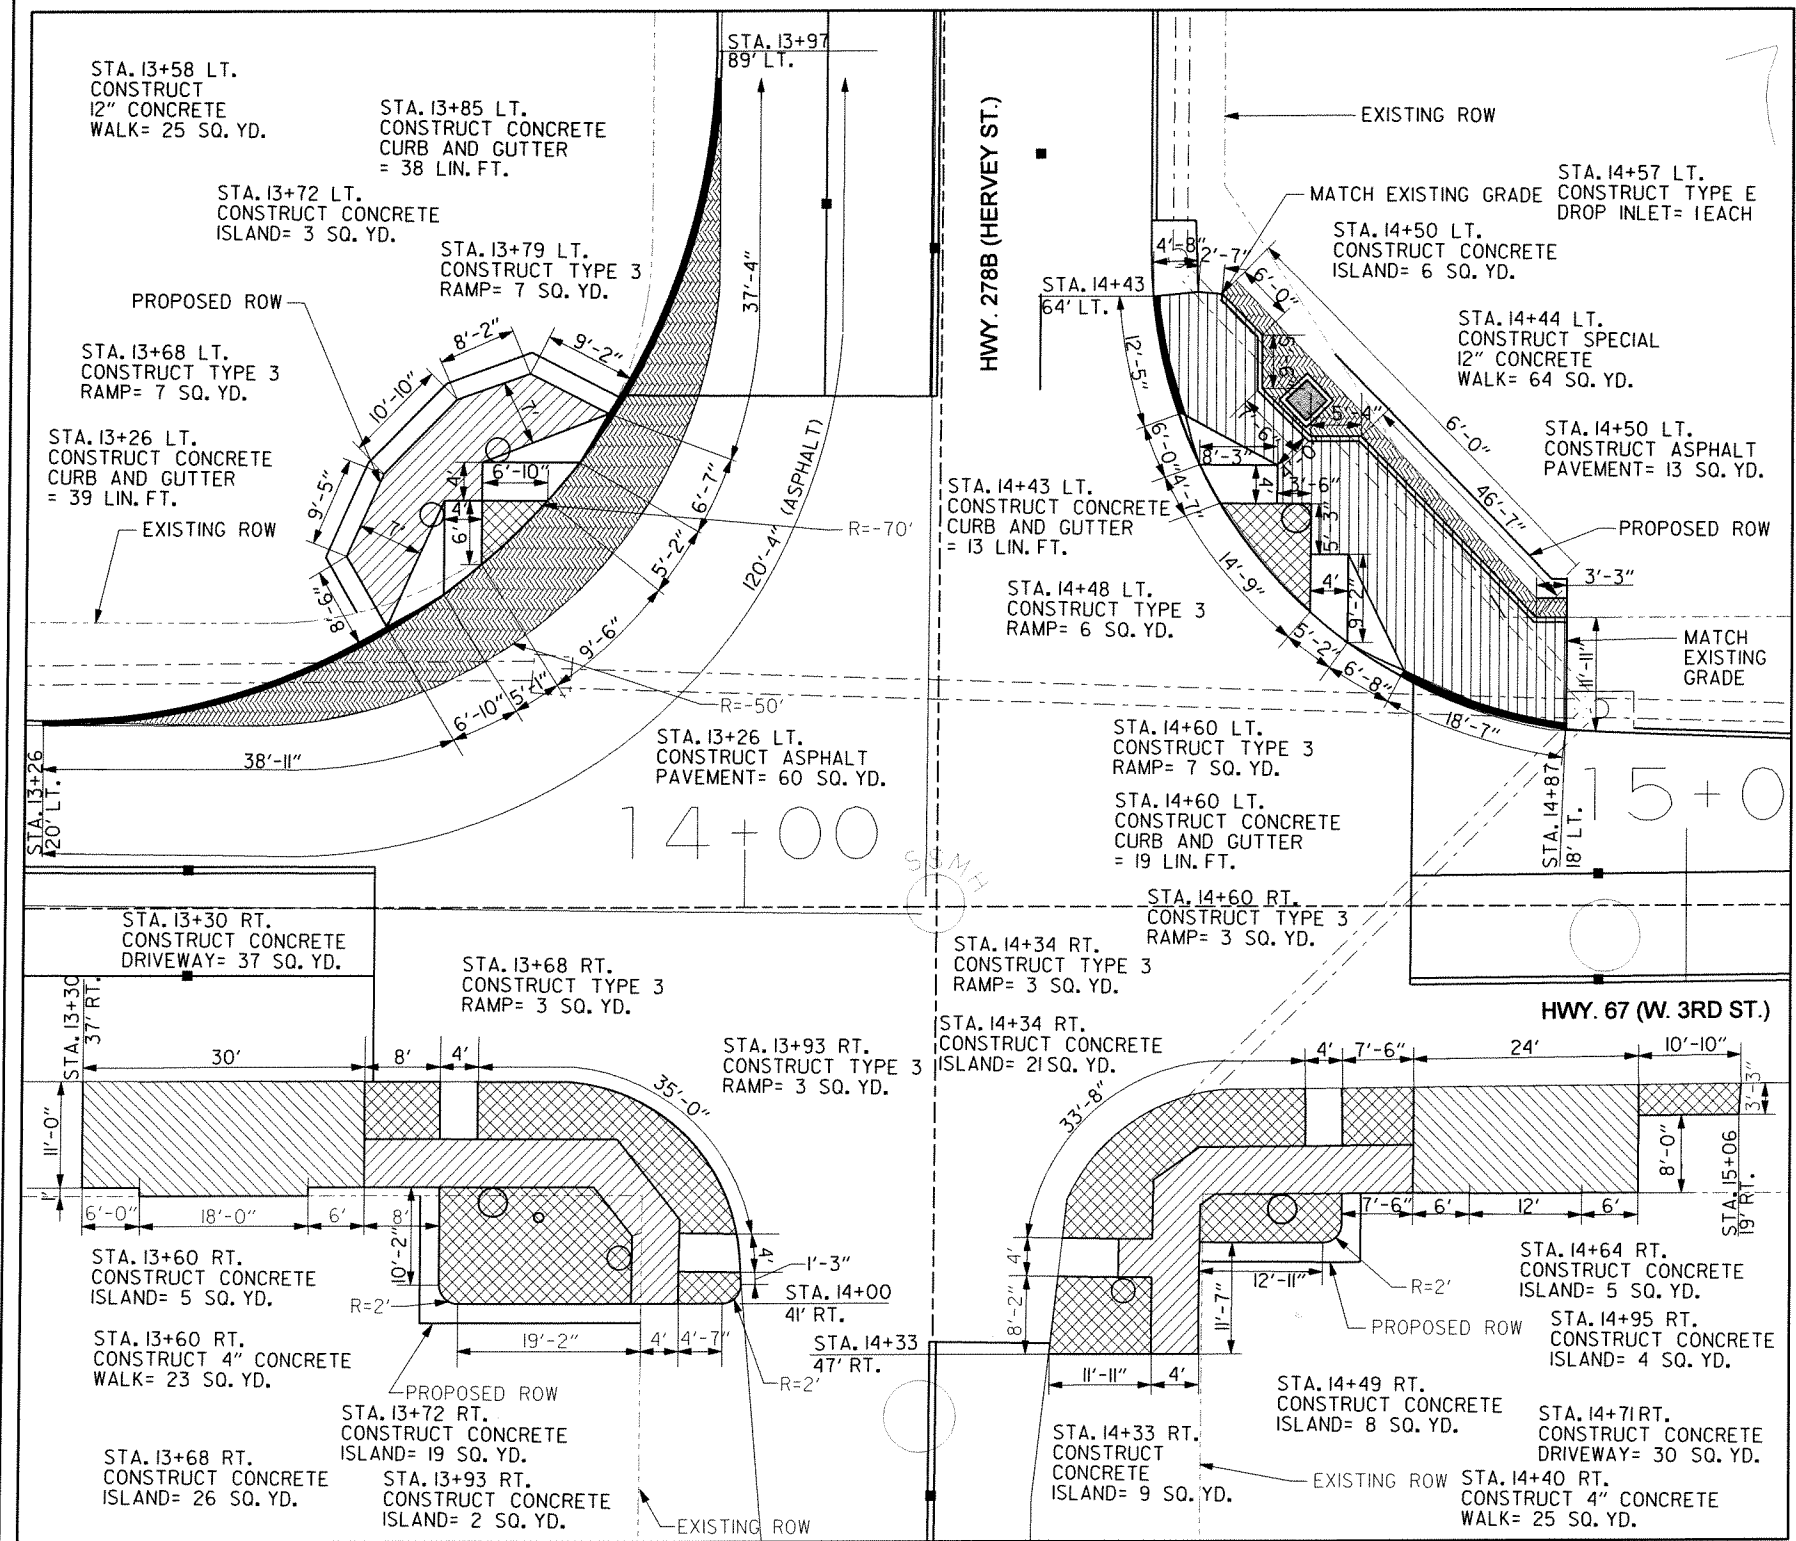 STA. 13+58 LT.
CONSTRUCT
12" CONCRETE
WALK= 25 SQ. YD.
STA. 13+85 LT.
CONSTRUCT CONCRETE
CURB AND GUTTER
= 38 LIN. FT.
STA. 13+72 LT.
CONSTRUCT CONCRETE
ISLAND= 3 SQ. YD.
STA. 13+79 LT.
CONSTRUCT TYPE 3
RAMP= 7 SQ. YD.
PROPOSED ROW
STA. 13+68 LT.
CONSTRUCT TYPE 3
RAMP= 7 SQ. YD.
STA. 13+26 LT.
CONSTRUCT CONCRETE
CURB AND GUTTER
= 39 LIN. FT.
EXISTING ROW
STA. 13+97
89' LT.
37'-4"
8'-2"
9'-2"
10'-10"
7'
9'-5"
4'
6'-10"
4'
6'
7'
8'-6"
6'-7"
5'-2"
9'-6"
5'-1"
6'-10"
38'-11"
120'-4" (ASPHALT)
R=-70'
R=-50'
STA. 13+26
20' LT.
STA. 13+26 LT.
CONSTRUCT ASPHALT
PAVEMENT= 60 SQ. YD.
14+00
SSMH
HWY. 278B (HERVEY ST.)
EXISTING ROW
MATCH EXISTING GRADE
STA. 14+57 LT.
CONSTRUCT TYPE E
DROP INLET= 1 EACH
STA. 14+50 LT.
CONSTRUCT CONCRETE
ISLAND= 6 SQ. YD.
STA. 14+44 LT.
CONSTRUCT SPECIAL
12" CONCRETE
WALK= 64 SQ. YD.
STA. 14+50 LT.
CONSTRUCT ASPHALT
PAVEMENT= 13 SQ. YD.
PROPOSED ROW
STA. 14+43
64' LT.
4'-8"
2'-7"
6'-0"
5'-4"
6'-0"
46'-7"
12'-5"
6'-0"
4'-7"
8'-3"
4'
3'-6"
5'-3"
4'
9'-2"
14'-9"
5'-2"
6'-8"
18'-7"
3'-3"
11'-11"
MATCH
EXISTING
GRADE
STA. 14+43 LT.
CONSTRUCT CONCRETE
CURB AND GUTTER
= 13 LIN. FT.
STA. 14+48 LT.
CONSTRUCT TYPE 3
RAMP= 6 SQ. YD.
STA. 14+60 LT.
CONSTRUCT TYPE 3
RAMP= 7 SQ. YD.
STA. 14+60 LT.
CONSTRUCT CONCRETE
CURB AND GUTTER
= 19 LIN. FT.
STA. 14+87
18' LT.
15+0
STA. 14+60 RT.
CONSTRUCT TYPE 3
RAMP= 3 SQ. YD.
STA. 13+30 RT.
CONSTRUCT CONCRETE
DRIVEWAY= 37 SQ. YD.
STA. 13+30
37' RT.
STA. 13+68 RT.
CONSTRUCT TYPE 3
RAMP= 3 SQ. YD.
STA. 13+93 RT.
CONSTRUCT TYPE 3
RAMP= 3 SQ. YD.
STA. 14+34 RT.
CONSTRUCT TYPE 3
RAMP= 3 SQ. YD.
STA. 14+34 RT.
CONSTRUCT CONCRETE
ISLAND= 21 SQ. YD.
HWY. 67 (W. 3RD ST.)
30'
8'
4'
35'-0"
11'-0"
1'
6'-0"
18'-0"
6'
8'
10'-2"
4'
1'-3"
STA. 14+00
41' RT.
R=2'
19'-2"
4'
4'-7"
R=2'
STA. 14+33
47' RT.
33'-8"
4'
7'-6"
24'
10'-10"
3'-3"
8'-0"
STA. 15+06
19' RT.
7'-6"
6'
12'
6'
4'
8'-2"
12'-11"
11'-7"
11'-11"
4'
R=2'
PROPOSED ROW
STA. 13+60 RT.
CONSTRUCT CONCRETE
ISLAND= 5 SQ. YD.
STA. 13+60 RT.
CONSTRUCT 4" CONCRETE
WALK= 23 SQ. YD.
PROPOSED ROW
STA. 13+72 RT.
CONSTRUCT CONCRETE
ISLAND= 19 SQ. YD.
STA. 13+68 RT.
CONSTRUCT CONCRETE
ISLAND= 26 SQ. YD.
STA. 13+93 RT.
CONSTRUCT CONCRETE
ISLAND= 2 SQ. YD.
EXISTING ROW
STA. 14+64 RT.
CONSTRUCT CONCRETE
ISLAND= 5 SQ. YD.
STA. 14+95 RT.
CONSTRUCT CONCRETE
ISLAND= 4 SQ. YD.
STA. 14+49 RT.
CONSTRUCT CONCRETE
ISLAND= 8 SQ. YD.
STA. 14+71 RT.
CONSTRUCT CONCRETE
DRIVEWAY= 30 SQ. YD.
STA. 14+33 RT.
CONSTRUCT
CONCRETE
ISLAND= 9 SQ. YD.
EXISTING ROW
STA. 14+40 RT.
CONSTRUCT 4" CONCRETE
WALK= 25 SQ. YD.